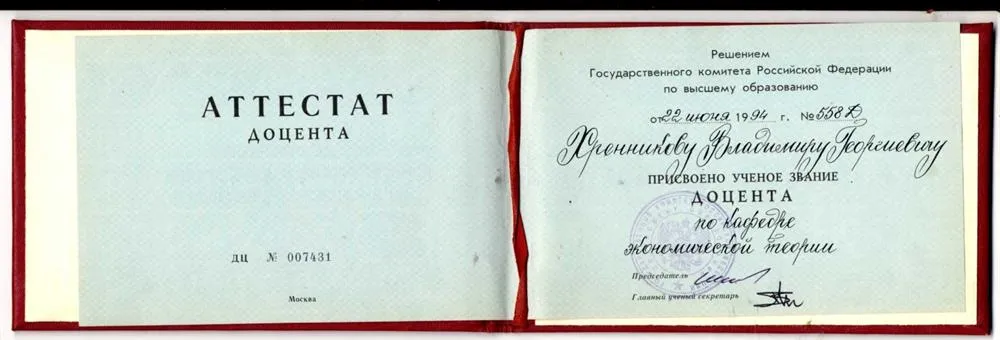 АТТЕСТАТ
ДОЦЕНТА
ДЦ № 007431
Москва
Решением
Государственного комитета Российской Федерации
по высшему образованию
от 22 июня 1994 г. № 558 д
Хренникову Владимиру Георгиевичу
ПРИСВОЕНО УЧЕНОЕ ЗВАНИЕ
ДОЦЕНТА
по кафедре
экономической теории
Председатель
Главный ученый секретарь